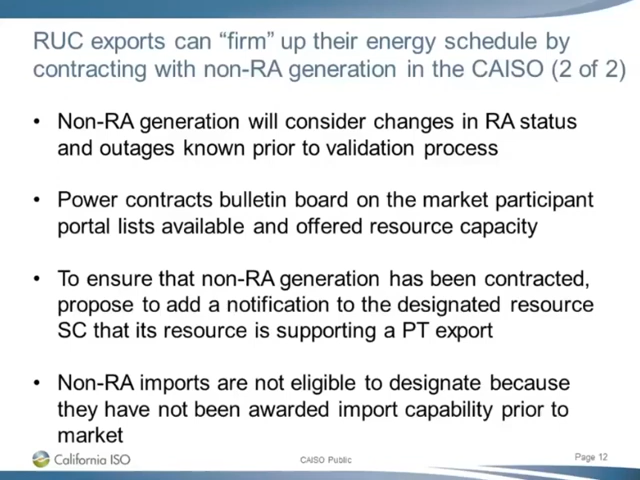 RUC exports can “firm” up their energy schedule by
contracting with non-RA generation in the CAISO (2 of 2)
• Non-RA generation will consider changes in RA status
and outages known prior to validation process
• Power contracts bulletin board on the market participant
portal lists available and offered resource capacity
• To ensure that non-RA generation has been contracted,
propose to add a notification to the designated resource
SC that its resource is supporting a PT export
• Non-RA imports are not eligible to designate because
they have not been awarded import capability prior to
market
California ISO
CAISO Public
Page 12